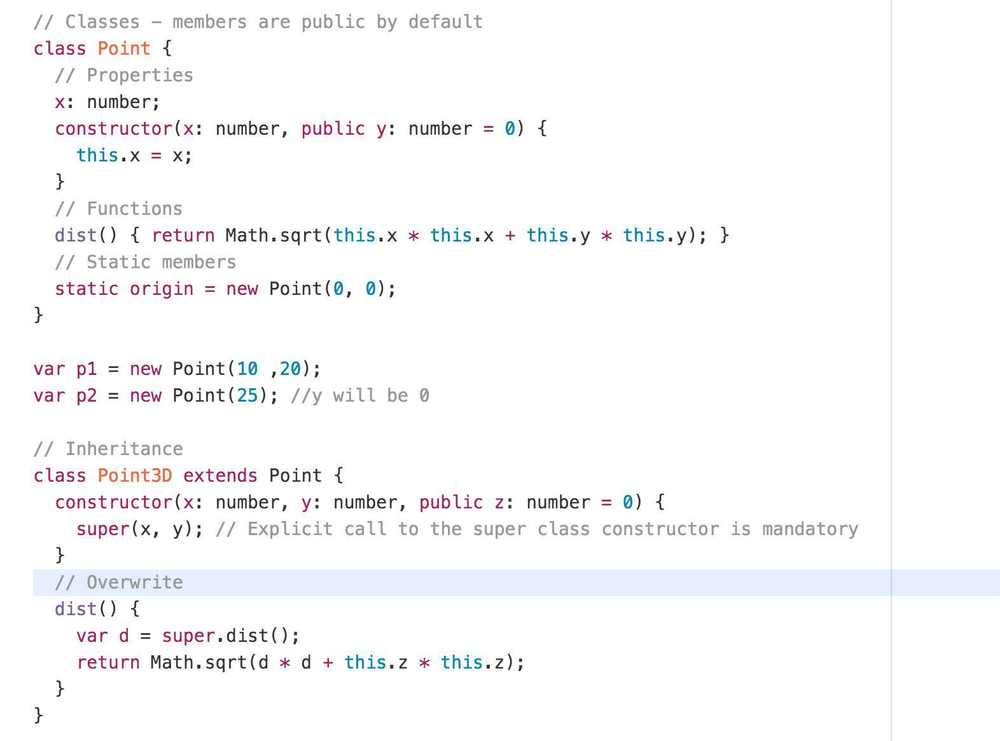 // Classes - members are public by default
class Point {
  // Properties
  x: number;
  constructor(x: number, public y: number = 0) {
    this.x = x;
  }
  // Functions
  dist() { return Math.sqrt(this.x * this.x + this.y * this.y); }
  // Static members
  static origin = new Point(0, 0);
}

var p1 = new Point(10 ,20);
var p2 = new Point(25); //y will be 0

// Inheritance
class Point3D extends Point {
  constructor(x: number, y: number, public z: number = 0) {
    super(x, y); // Explicit call to the super class constructor is mandatory
  }
  // Overwrite
  dist() {
    var d = super.dist();
    return Math.sqrt(d * d + this.z * this.z);
  }
}